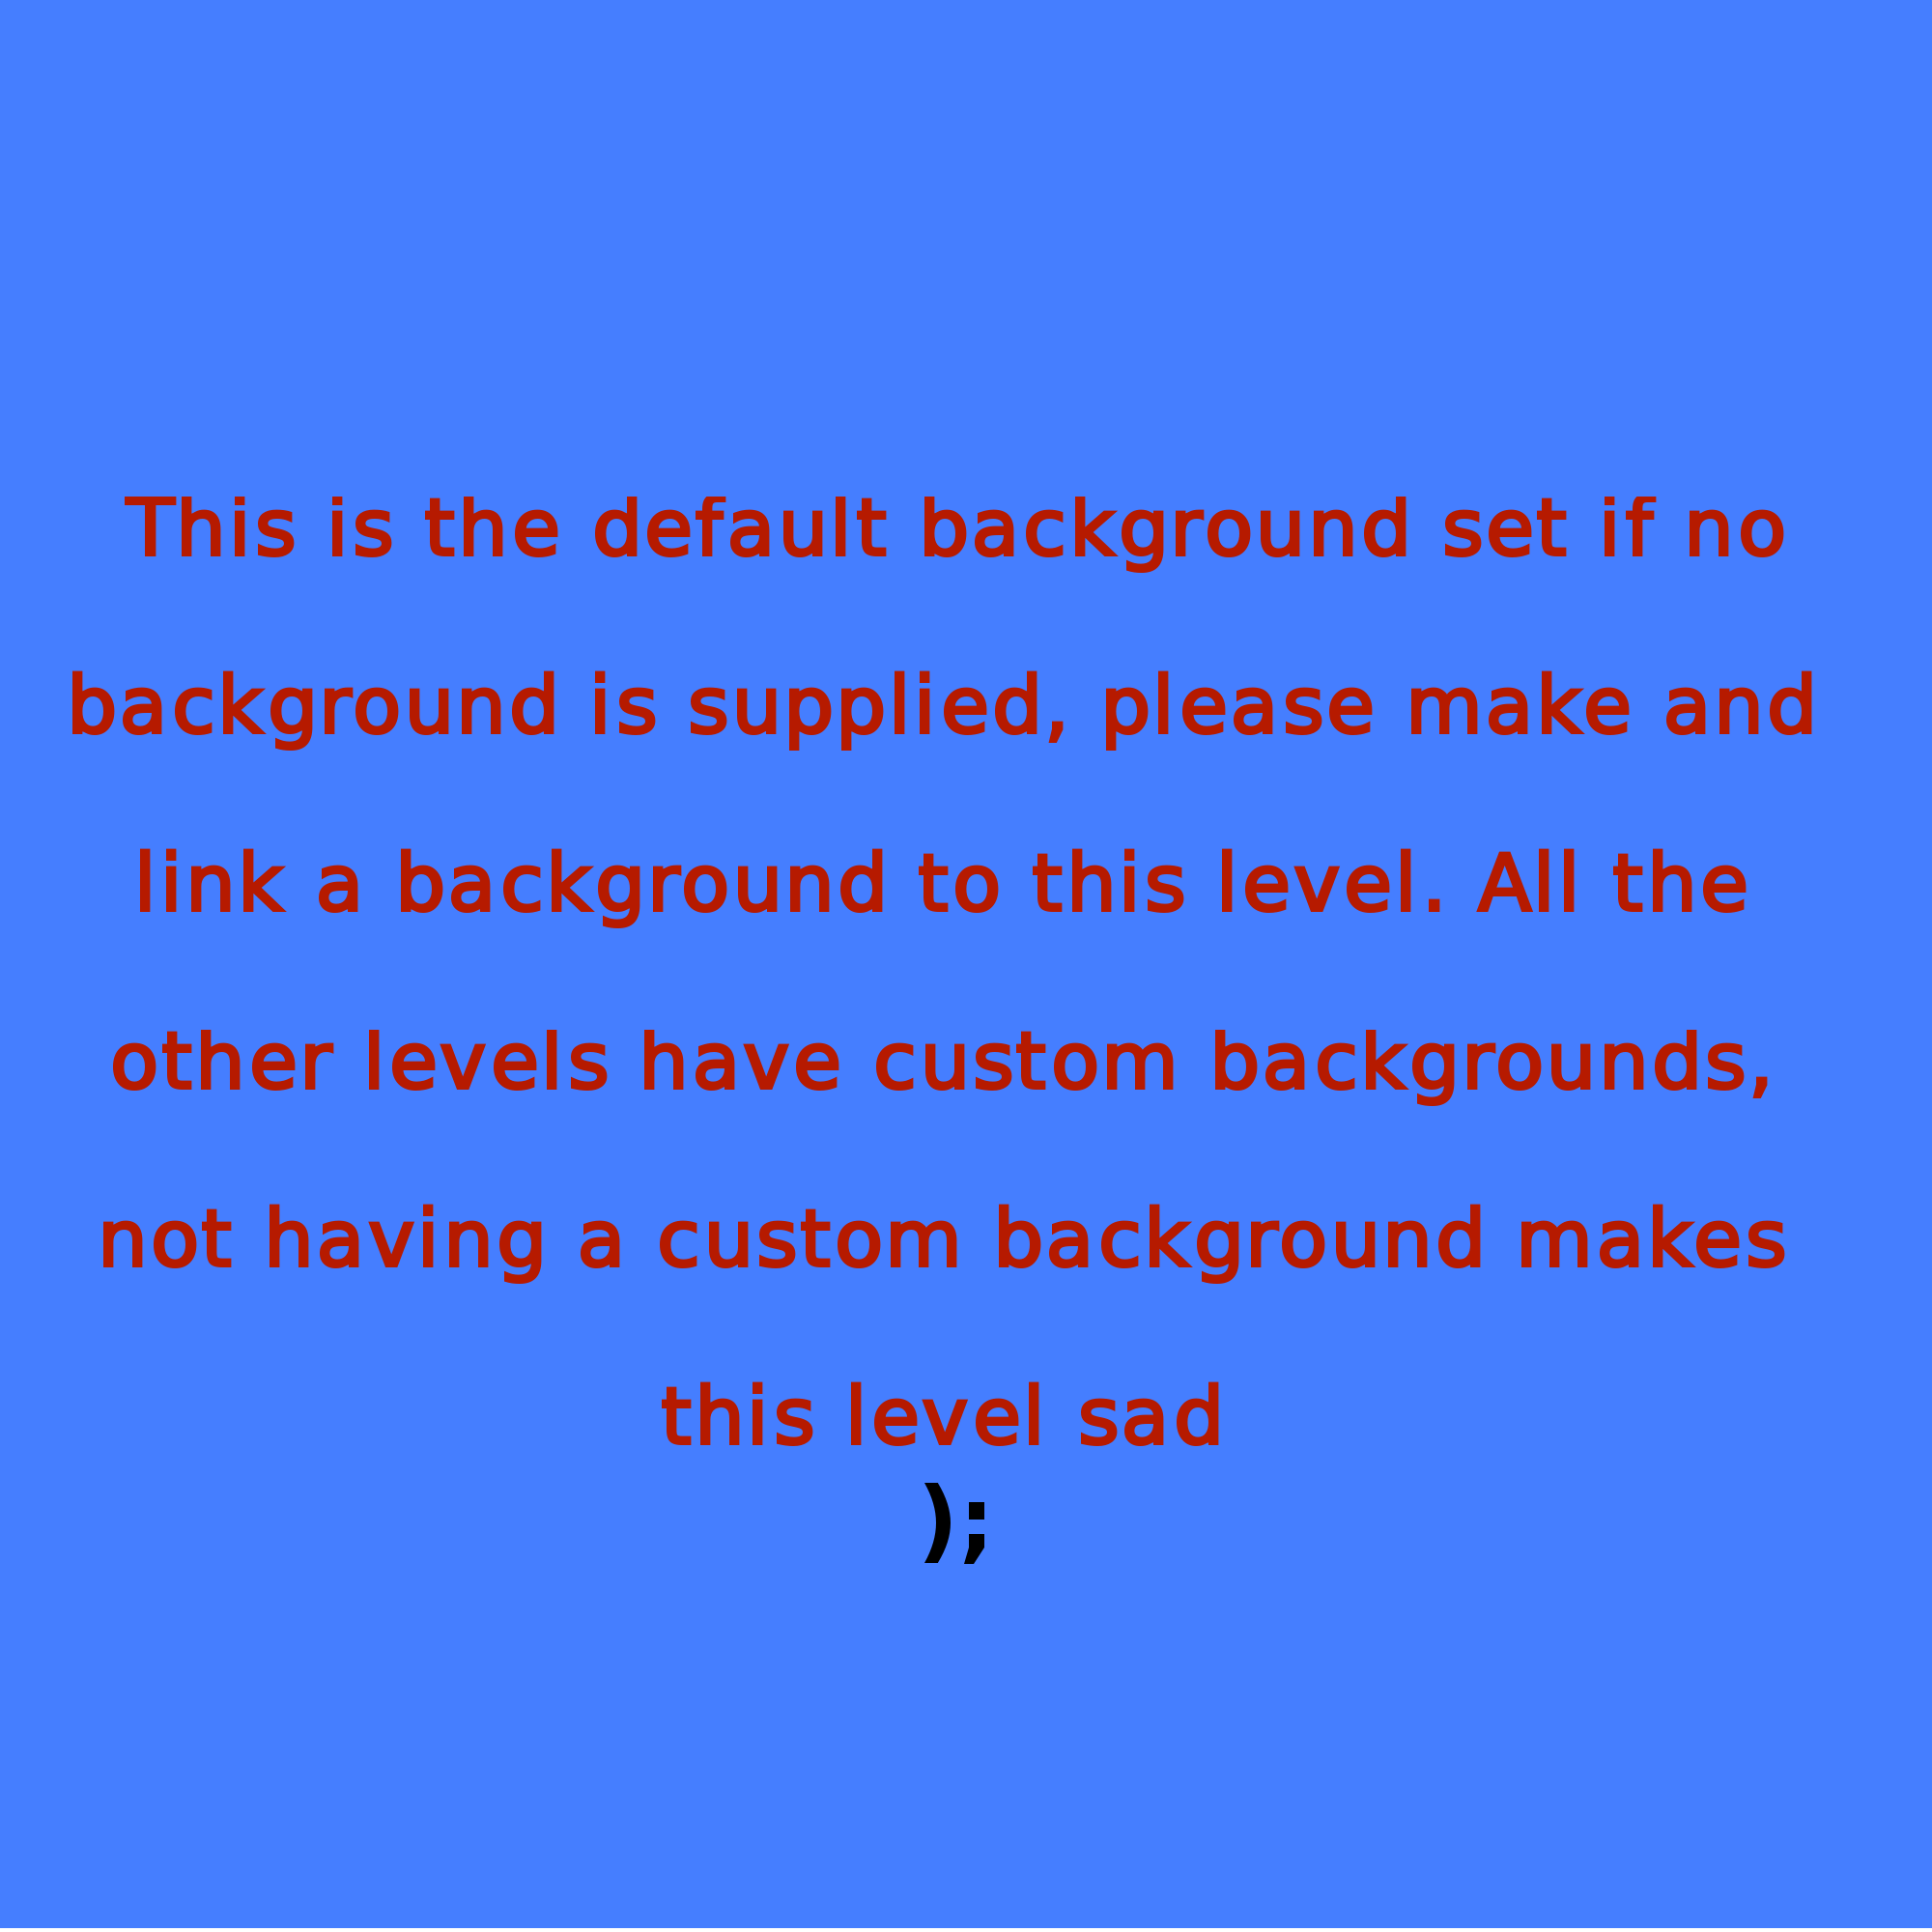 This is the default background set if no
background is supplied, please make and
link a background to this level. All the
other levels have custom backgrounds,
not having a custom background makes
this level sad
);